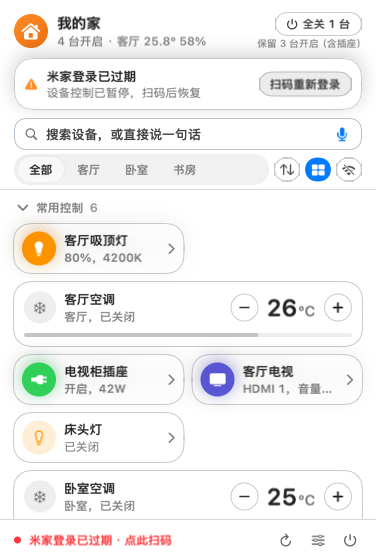 我的家
4 台开启 · 客厅 25.8° 58%
全关 1 台
保留 3 台开启 (含插座)
米家登录已过期
设备控制已暂停，扫码后恢复
扫码重新登录
搜索设备，或直接说一句话
全部 客厅 卧室 书房
常用控制 6
客厅吸顶灯
80%，4200K
客厅空调
客厅，已关闭
26°C
电视柜插座
开启，42W
客厅电视
HDMI 1，音量...
床头灯
已关闭
卧室空调
卧室，已关闭
25°C
米家登录已过期 · 点此扫码